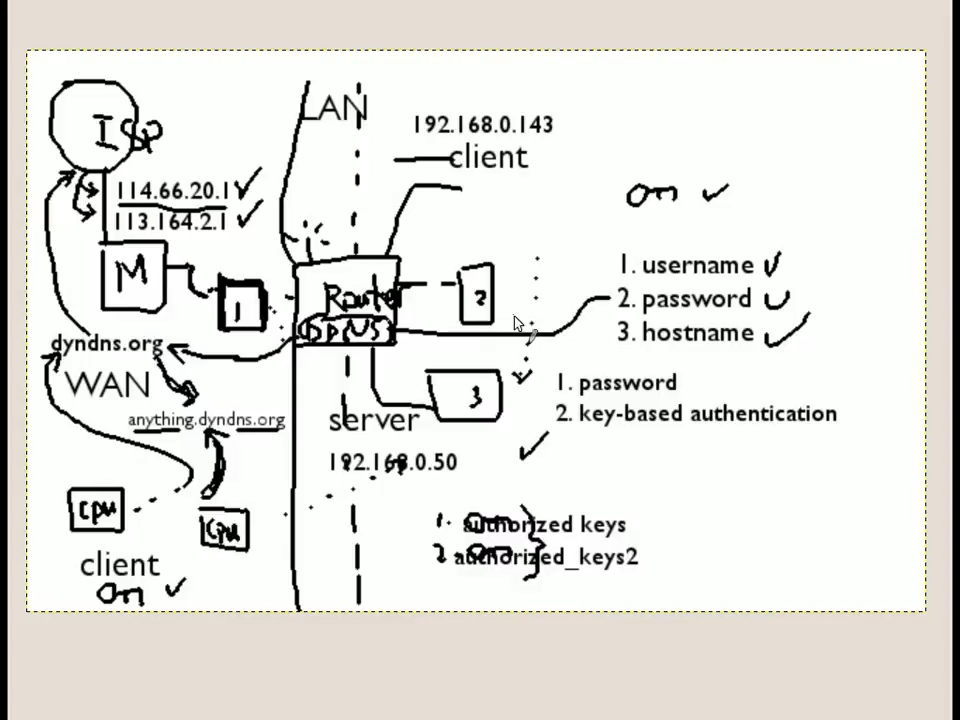 LAN
192.168.0.143
client
ISP
114.66.20.1
113.164.2.1
M
1
Router
DDNS
2
1. username
2. password
3. hostname
dyndns.org
WAN
anything.dyndns.org
3
1. password
2. key-based authentication
server
192.168.0.50
cpu
cpu
1. authorized keys
2. authorized_keys2
client